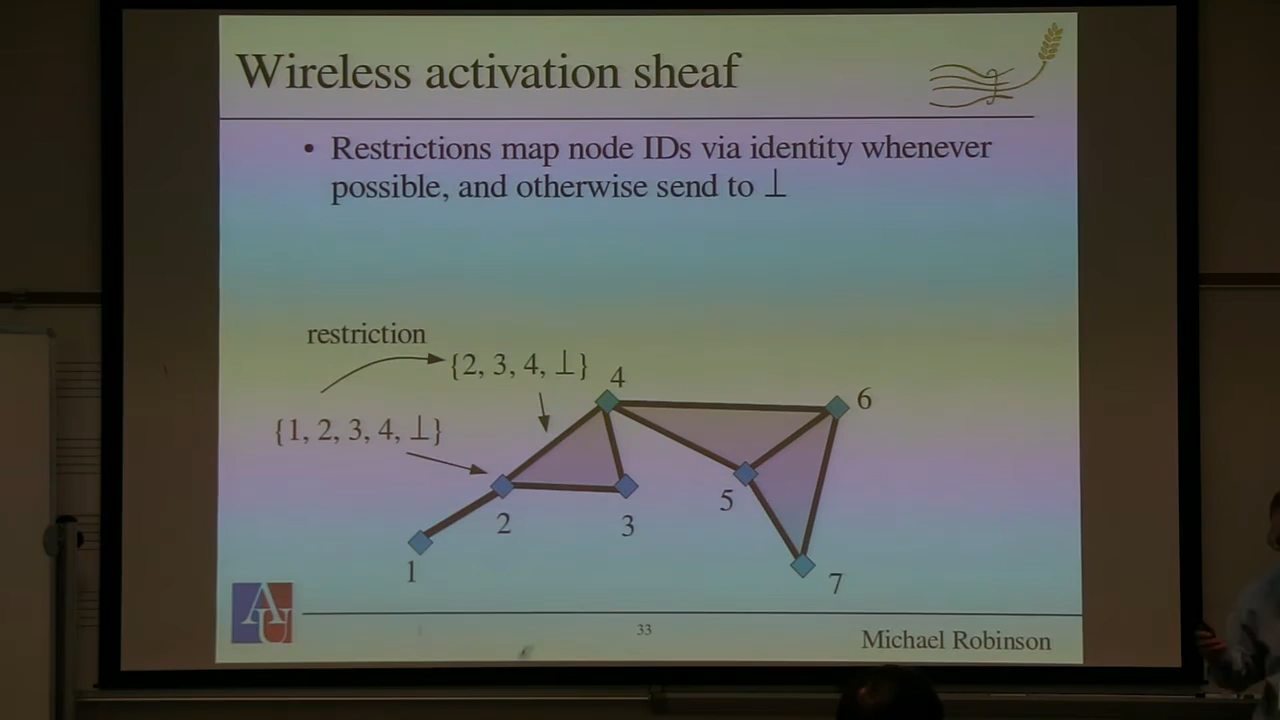 Wireless activation sheaf
• Restrictions map node IDs via identity whenever
possible, and otherwise send to ⊥
restriction
{2, 3, 4, ⊥}
4
6
{1, 2, 3, 4, ⊥}
5
2
3
1
7
AU
33
Michael Robinson